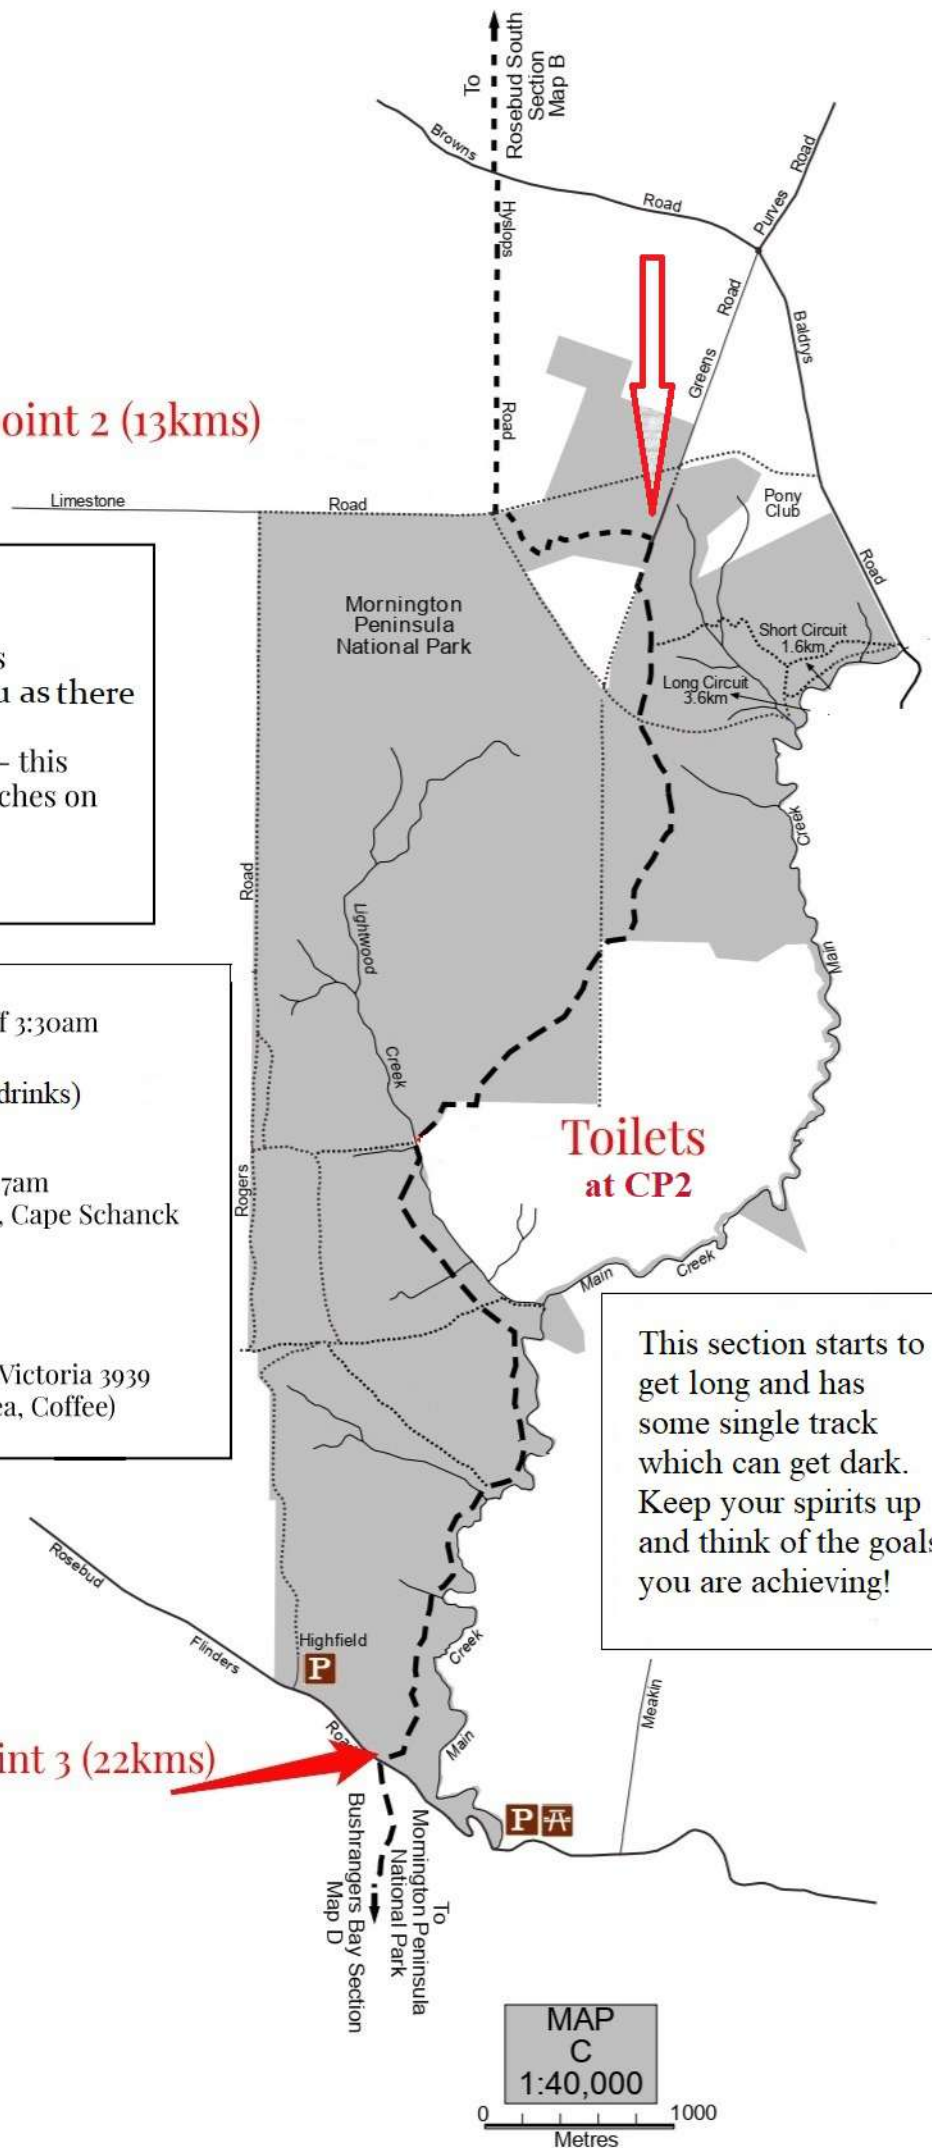 To
Rosebud South
Section
Map B
Browns
Road
Purves
Road
Hyslops
Road
Greens
Road
Baldrys
Road
oint 2 (13kms)
Limestone
Road
Pony
Club
Mornington
Peninsula
National Park
Short Circuit
1.6km
Long Circuit
3.6km
s
u as there
– this
ches on
Creek
Main
Road
Lightwood
Creek
f 3:30am
drinks)
7am
, Cape Schanck
Victoria 3939
ea, Coffee)
Toilets
at CP2
Rogers
Main
Creek
This section starts to
get long and has
some single track
which can get dark.
Keep your spirits up
and think of the goals
you are achieving!
Rosebud
Flinders
Road
Highfield
P
Creek
Main
Meakin
int 3 (22kms)
P
To
Mornington Peninsula
National Park
Bushrangers Bay Section
Map D
MAP
C
1:40,000
0
1000
Metres